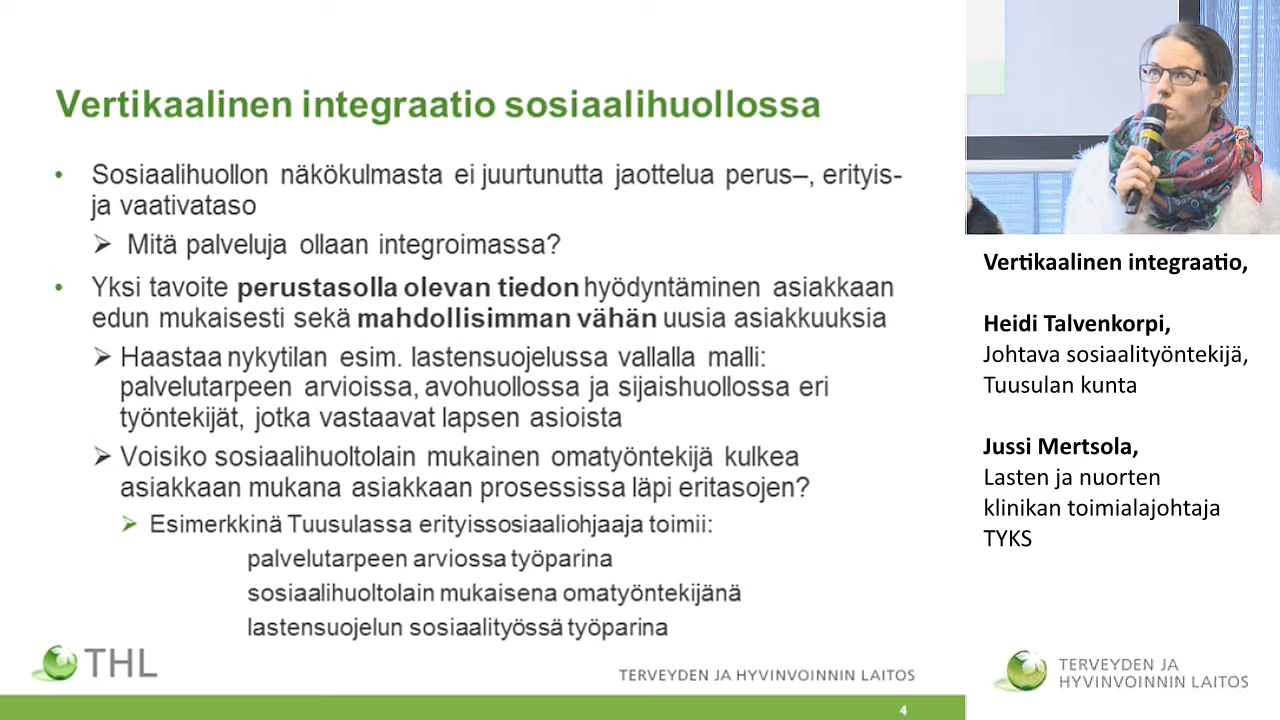 Vertikaalinen integraatio sosiaalihuollossa
• Sosiaalihuollon näkökulmasta ei juurtunutta jaottelua perus–, erityis-
ja vaativataso
➢ Mitä palveluja ollaan integroimassa?
• Yksi tavoite perustasolla olevan tiedon hyödyntäminen asiakkaan
edun mukaisesti sekä mahdollisimman vähän uusia asiakkuuksia
➢ Haastaa nykytilan esim. lastensuojelussa vallalla malli:
palvelutarpeen arvioissa, avohuollossa ja sijaishuollossa eri
työntekijät, jotka vastaavat lapsen asioista
➢ Voisiko sosiaalihuoltolain mukainen omatyöntekijä kulkea
asiakkaan mukana asiakkaan prosessissa läpi eritasojen?
➢ Esimerkkinä Tuusulassa erityissosiaaliohjaaja toimii:
palvelutarpeen arviossa työparina
sosiaalihuoltolain mukaisena omatyöntekijänä
lastensuojelun sosiaalityössä työparina
THL
TERVEYDEN JA HYVINVOINNIN LAITOS
4
Vertikaalinen integraatio,
Heidi Talvenkorpi,
Johtava sosiaalityöntekijä,
Tuusulan kunta
Jussi Mertsola,
Lasten ja nuorten
klinikan toimialajohtaja
TYKS
TERVEYDEN JA
HYVINVOINNIN LAITOS